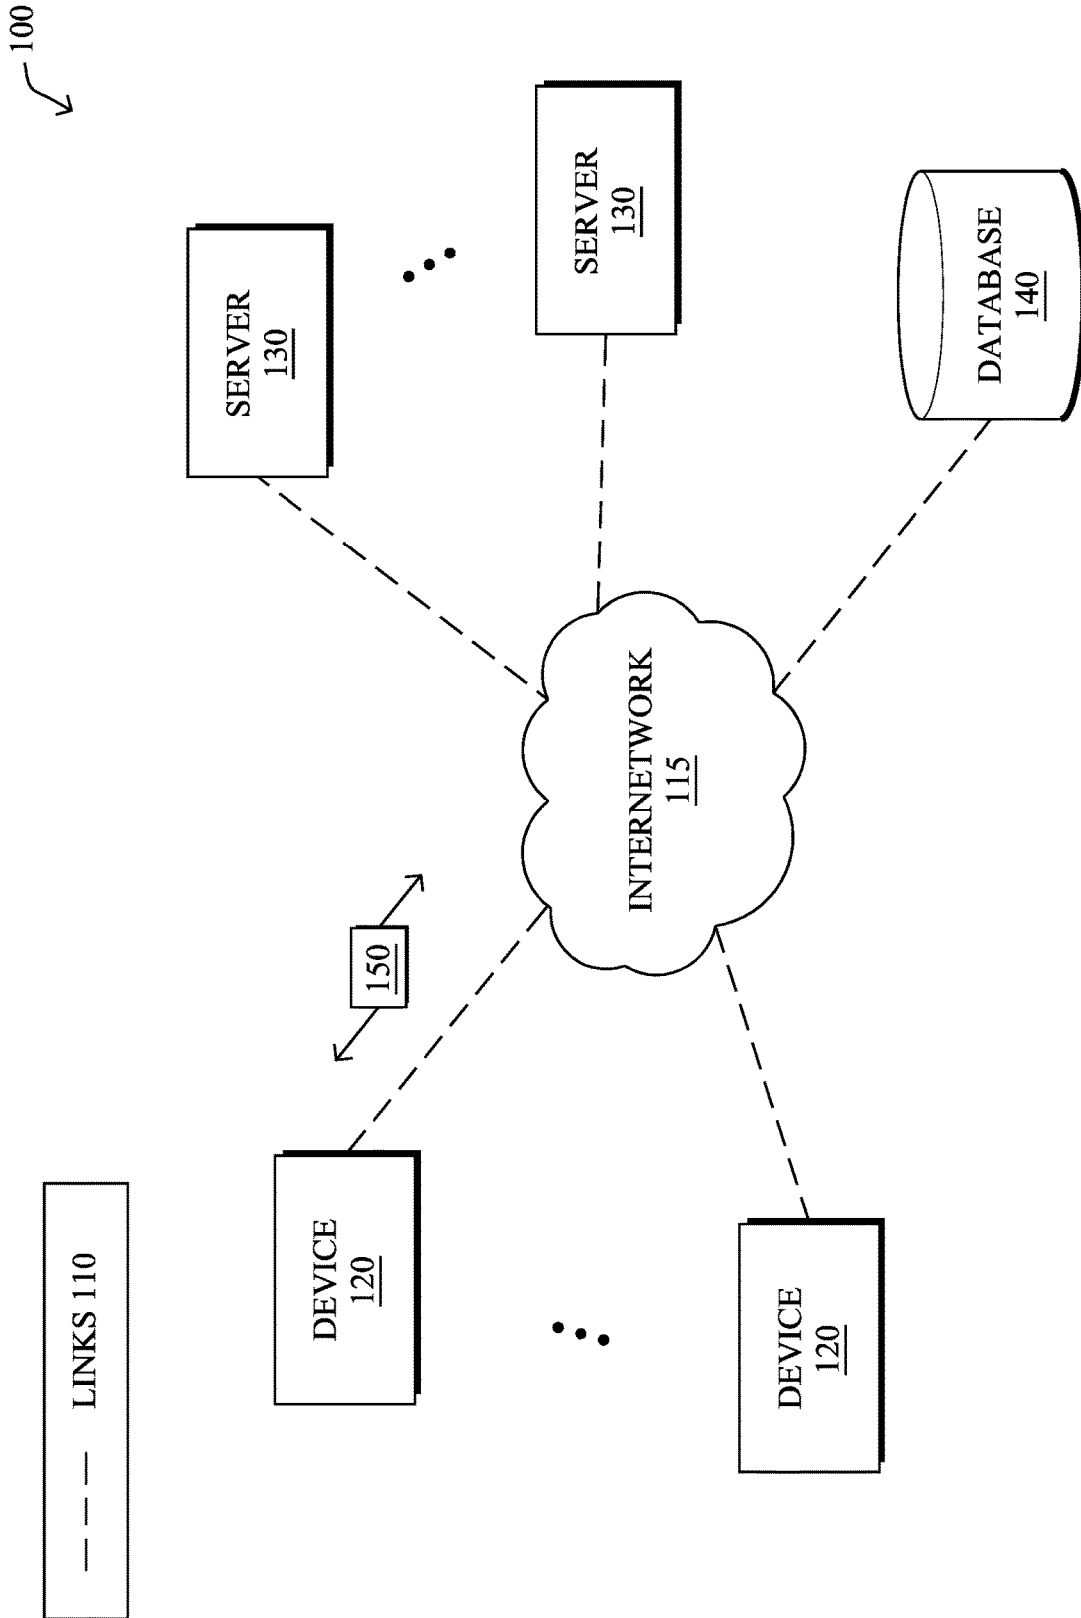 100
LINKS 110
SERVER
130
SERVER
130
DEVICE
120
150
INTERNETWORK
115
DEVICE
120
DATABASE
140